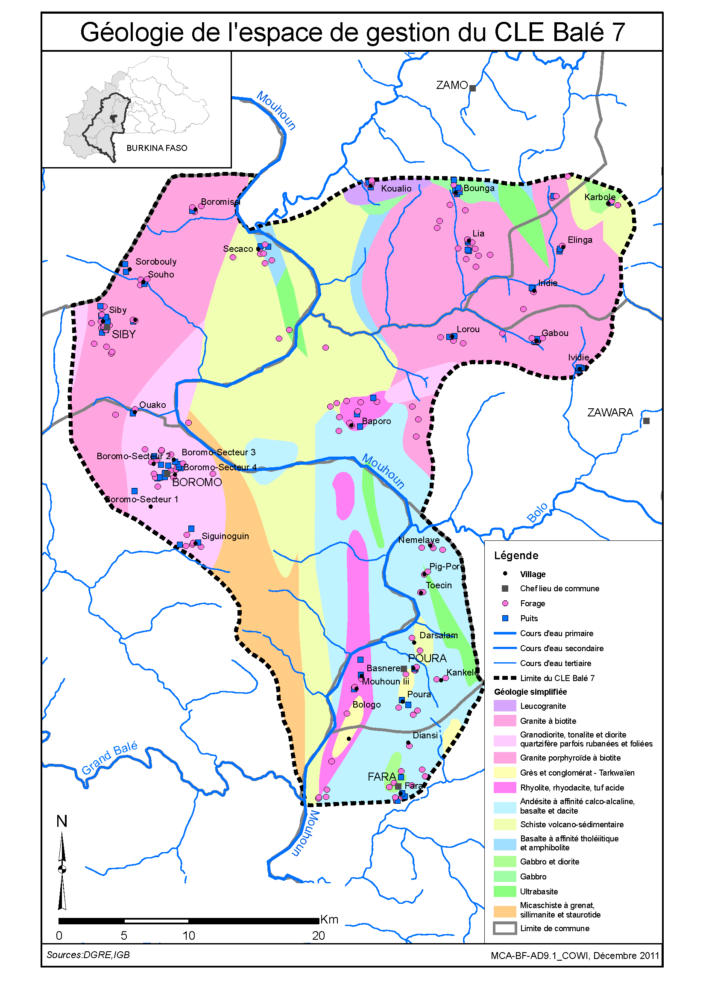 Géologie de l'espace de gestion du CLE Balé 7
BURKINA FASO
ZAMO
Mouhoun
Koualio
Bounga
Karbole
Boromissi
Lia
Elinga
Secaco
Sorobouly
Souho
Iridie
Siby
SIBY
Lorou
Gabou
Ividie
Ouako
ZAWARA
Baporo
Boromo-Secteur 3
Boromo-Secteur 2
Boromo-Secteur 4
BOROMO
Mouhoun
Boromo-Secteur 1
Bolo
Siguinoguin
Nemelaye
Pig-Pore
Toecin
Darsalam
POURA
Basnere
Kankele
Mouhoun Iii
Poura
Bologo
Diansi
Grand Balé
FARA
Fara
Mouhoun
Légende
Village
Chef lieu de commune
Forage
Puits
Cours d'eau primaire
Cours d'eau secondaire
Cours d'eau tertiaire
Limite du CLE Balé 7
Géologie simplifiée
Leucogranite
Granite à biotite
Granodiorite, tonalite et diorite
quartzifère parfois rubanées et foliées
Granite porphyroïde à biotite
Grès et conglomérat - Tarkwaïen
Rhyolite, rhyodacite, tuf acide
Andésite à affinité calco-alcaline,
basalte et dacite
Schiste volcano-sédimentaire
Basalte à affinité tholéiitique
et amphibolite
Gabbro et diorite
Gabbro
Ultrabasite
Micaschiste à grenat,
sillimanite et staurotide
Limite de commune
N
Km
0 5 10 20
Sources:DGRE,IGB
MCA-BF-AD9.1_COWI, Décembre 2011